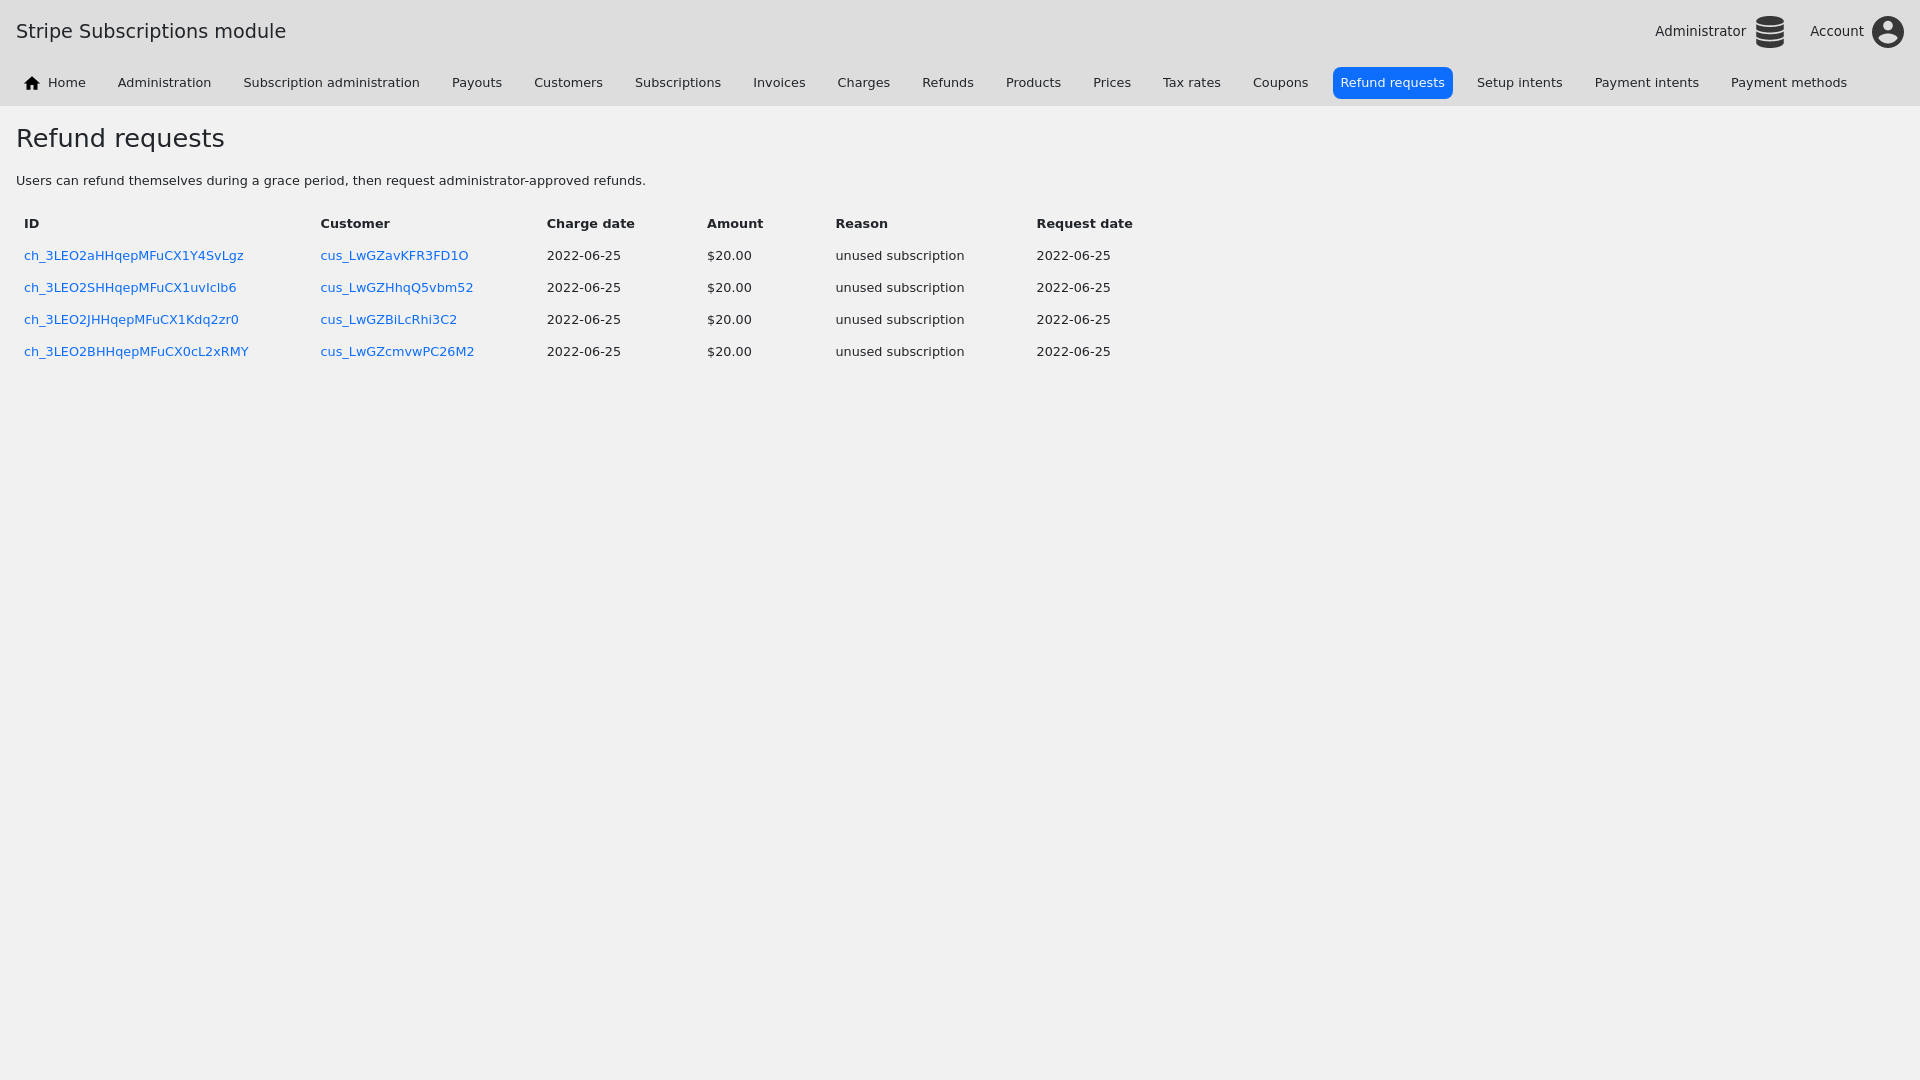 Stripe Subscriptions module
Administrator Account
Home Administration Subscription administration Payouts Customers Subscriptions Invoices Charges Refunds Products Prices Tax rates Coupons Refund requests Setup intents Payment intents Payment methods
Refund requests
Users can refund themselves during a grace period, then request administrator-approved refunds.
ID Customer Charge date Amount Reason Request date
ch_3LEO2aHHqepMFuCX1Y4SvLgz cus_LwGZavKFR3FD1O 2022-06-25 $20.00 unused subscription 2022-06-25
ch_3LEO2SHHqepMFuCX1uvIclb6 cus_LwGZHhqQ5vbm52 2022-06-25 $20.00 unused subscription 2022-06-25
ch_3LEO2JHHqepMFuCX1Kdq2zr0 cus_LwGZBiLcRhi3C2 2022-06-25 $20.00 unused subscription 2022-06-25
ch_3LEO2BHHqepMFuCX0cL2xRMY cus_LwGZcmvwPC26M2 2022-06-25 $20.00 unused subscription 2022-06-25